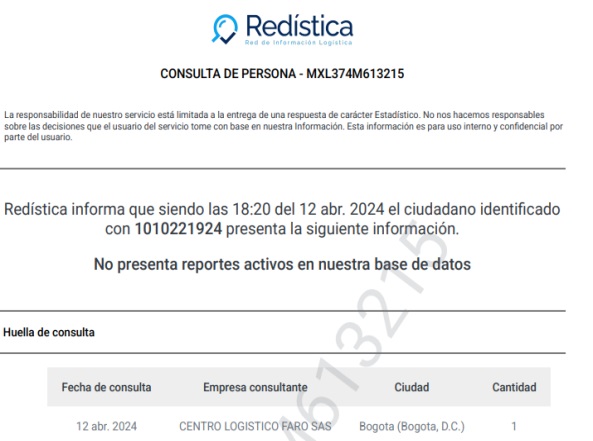 Redística
Red de Información Logística
CONSULTA DE PERSONA - MXL374M613215
La responsabilidad de nuestro servicio está limitada a la entrega de una respuesta de carácter Estadístico. No nos hacemos responsables
sobre las decisiones que el usuario del servicio tome con base en nuestra Información. Esta información es para uso interno y confidencial por
parte del usuario.
Redística informa que siendo las 18:20 del 12 abr. 2024 el ciudadano identificado
con 1010221924 presenta la siguiente información.
No presenta reportes activos en nuestra base de datos
Huella de consulta
Fecha de consulta Empresa consultante Ciudad Cantidad
12 abr. 2024 CENTRO LOGISTICO FARO SAS Bogota (Bogota, D.C.) 1
M613215